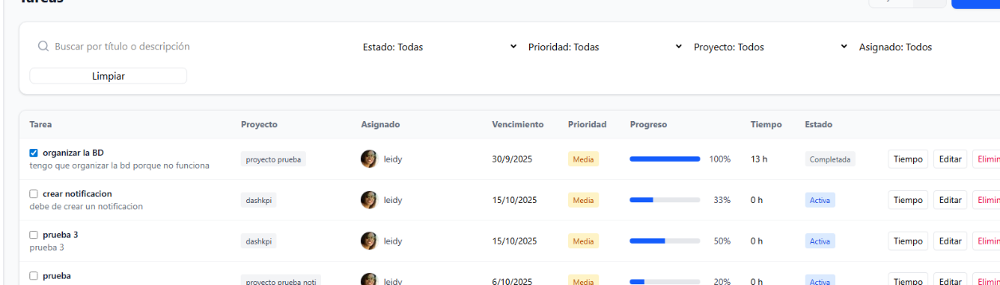 Tareas
Buscar por título o descripción Estado: Todas Prioridad: Todas Proyecto: Todos Asignado: Todos
Limpiar
Tarea Proyecto Asignado Vencimiento Prioridad Progreso Tiempo Estado
organizar la BD proyecto prueba leidy 30/9/2025 Media 100% 13 h Completada Tiempo Editar Elimin
tengo que organizar la bd porque no funciona
crear notificacion dashkpi leidy 15/10/2025 Media 33% 0 h Activa Tiempo Editar Elimin
debe de crear un notificacion
prueba 3 dashkpi leidy 15/10/2025 Media 50% 0 h Activa Tiempo Editar Elimin
prueba 3
prueba proyecto prueba noti leidy 6/10/2025 Media 20% 0 h Activa Tiempo Editar Elimin